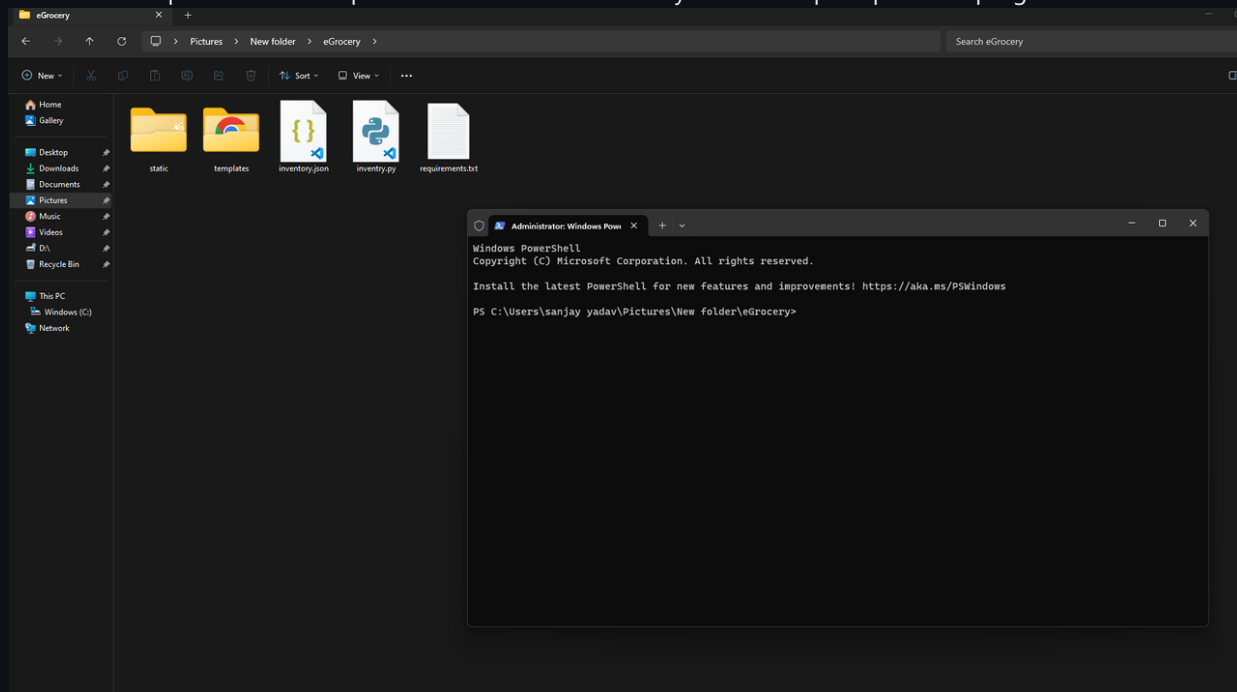 eGrocery
Pictures > New folder > eGrocery >
Search eGrocery
New
Sort
View
Home
Gallery
Desktop
Downloads
Documents
Pictures
Music
Videos
D:\
Recycle Bin
This PC
Windows (C:)
Network
static
templates
inventory.json
inventry.py
requirements.txt
Administrator: Windows Pow
Windows PowerShell
Copyright (C) Microsoft Corporation. All rights reserved.
Install the latest PowerShell for new features and improvements! https://aka.ms/PSWindows
PS C:\Users\sanjay yadav\Pictures\New folder\eGrocery>